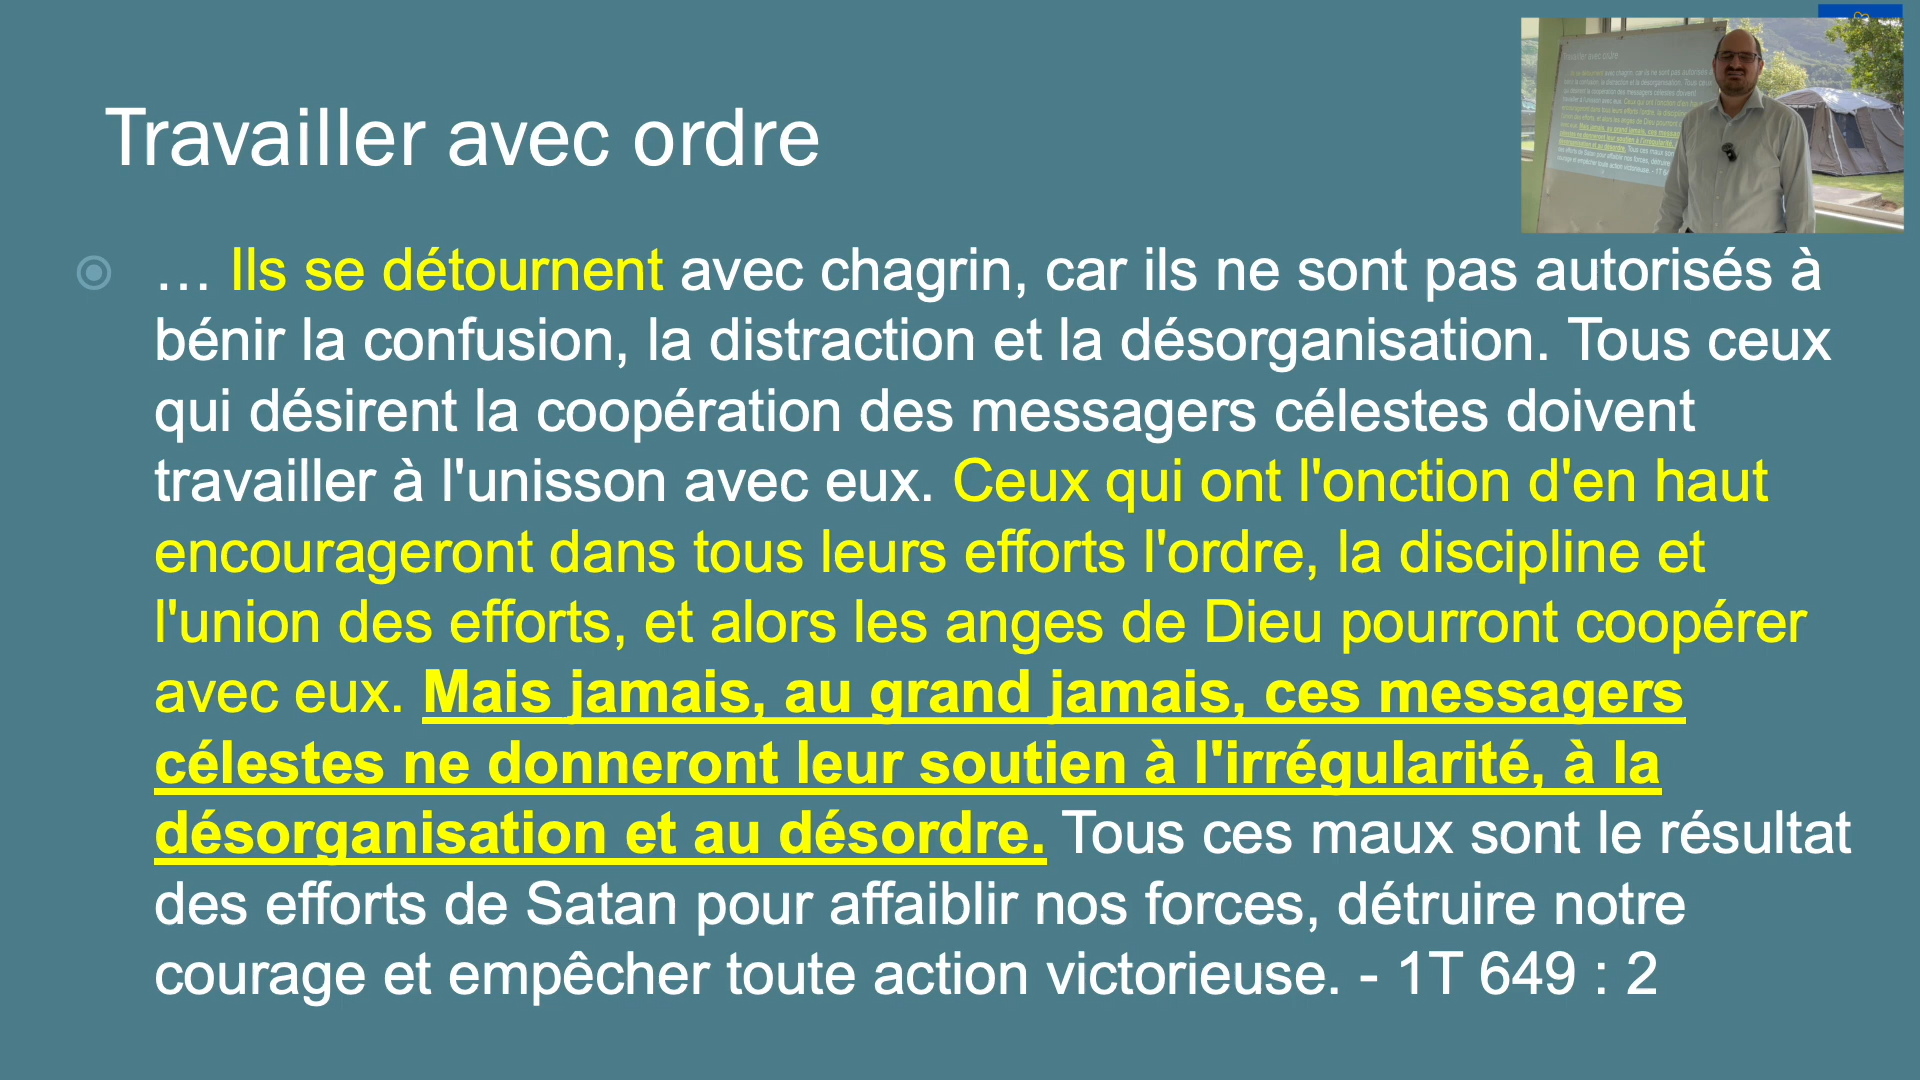 Travailler avec ordre
… Ils se détournent avec chagrin, car ils ne sont pas autorisés à
bénir la confusion, la distraction et la désorganisation. Tous ceux
qui désirent la coopération des messagers célestes doivent
travailler à l'unisson avec eux. Ceux qui ont l'onction d'en haut
encourageront dans tous leurs efforts l'ordre, la discipline et
l'union des efforts, et alors les anges de Dieu pourront coopérer
avec eux. Mais jamais, au grand jamais, ces messagers
célestes ne donneront leur soutien à l'irrégularité, à la
désorganisation et au désordre. Tous ces maux sont le résultat
des efforts de Satan pour affaiblir nos forces, détruire notre
courage et empêcher toute action victorieuse. - 1T 649 : 2